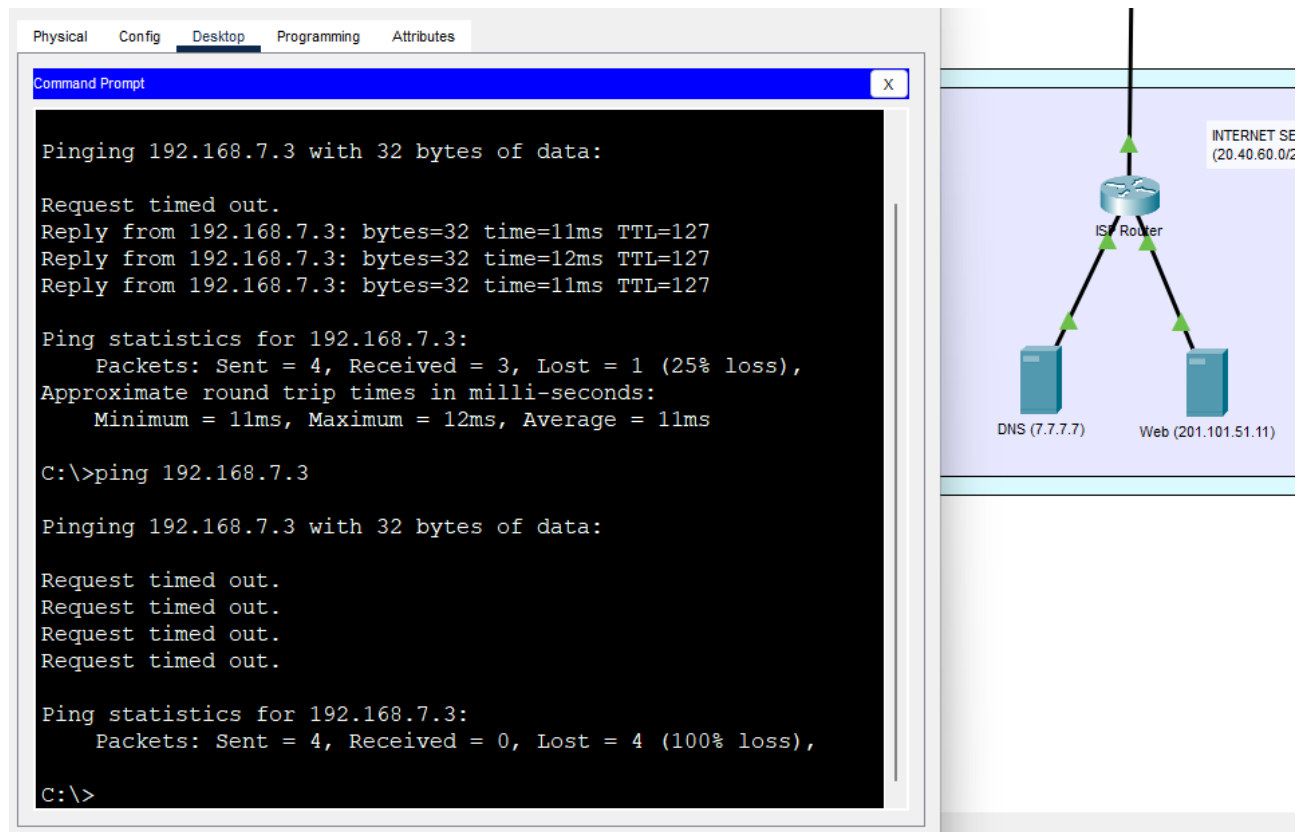 Physical Config Desktop Programming Attributes
Command Prompt X
Pinging 192.168.7.3 with 32 bytes of data:
Request timed out.
Reply from 192.168.7.3: bytes=32 time=11ms TTL=127
Reply from 192.168.7.3: bytes=32 time=12ms TTL=127
Reply from 192.168.7.3: bytes=32 time=11ms TTL=127
Ping statistics for 192.168.7.3:
Packets: Sent = 4, Received = 3, Lost = 1 (25% loss),
Approximate round trip times in milli-seconds:
Minimum = 11ms, Maximum = 12ms, Average = 11ms
C:\>ping 192.168.7.3
Pinging 192.168.7.3 with 32 bytes of data:
Request timed out.
Request timed out.
Request timed out.
Request timed out.
Ping statistics for 192.168.7.3:
Packets: Sent = 4, Received = 0, Lost = 4 (100% loss),
C:\>
INTERNET SE
(20.40.60.0/2
ISP Router
DNS (7.7.7.7)
Web (201.101.51.11)